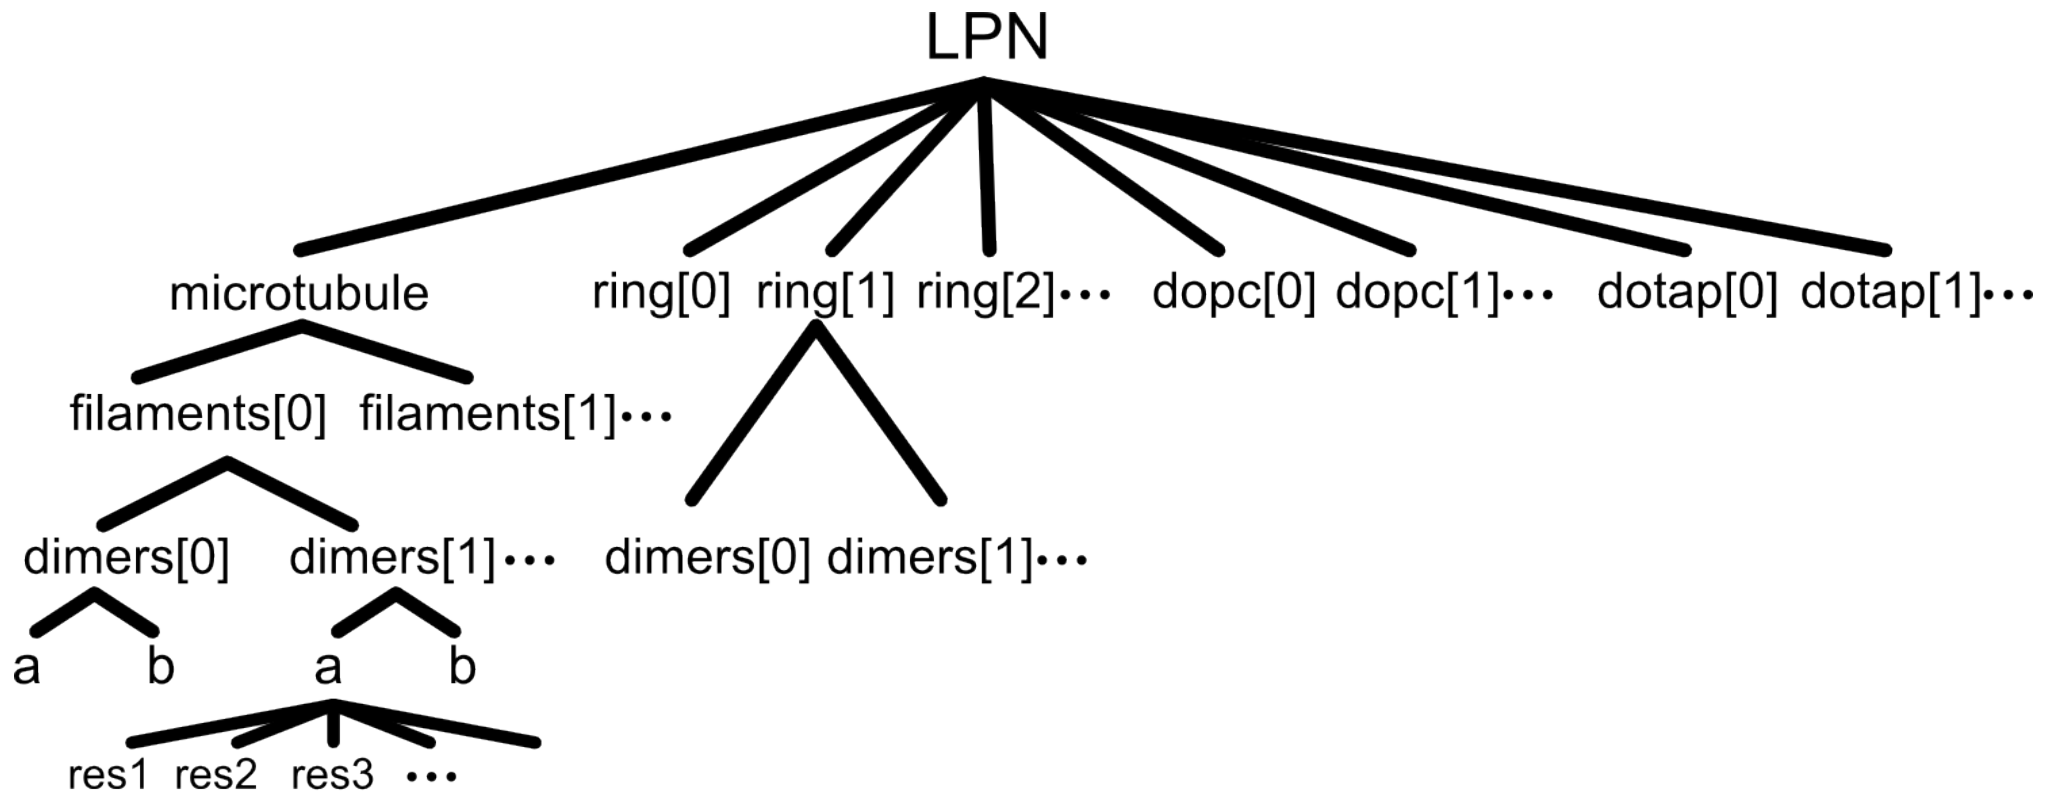 LPN
microtubule ring[0] ring[1] ring[2]••• dopc[0] dopc[1]••• dotap[0] dotap[1]•••
filaments[0] filaments[1]•••
dimers[0] dimers[1]••• dimers[0] dimers[1]•••
a b a b
res1 res2 res3 •••